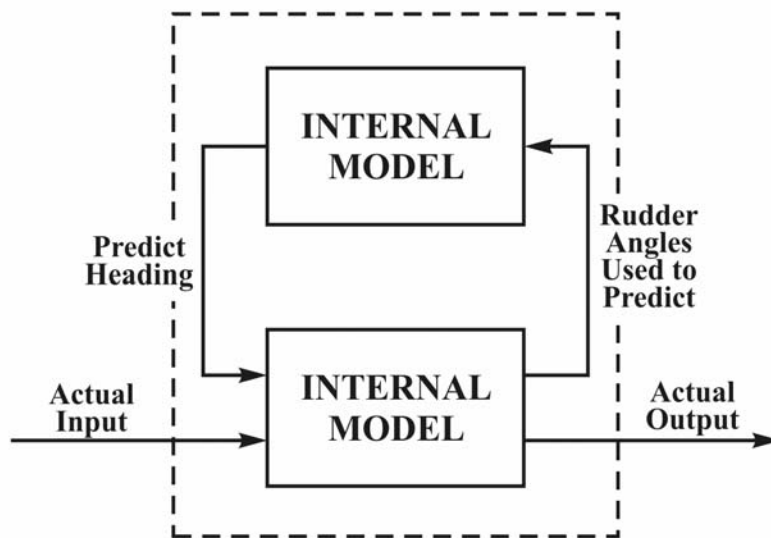 INTERNAL
MODEL
Predict
Heading
Rudder
Angles
Used to
Predict
INTERNAL
MODEL
Actual
Input
Actual
Output